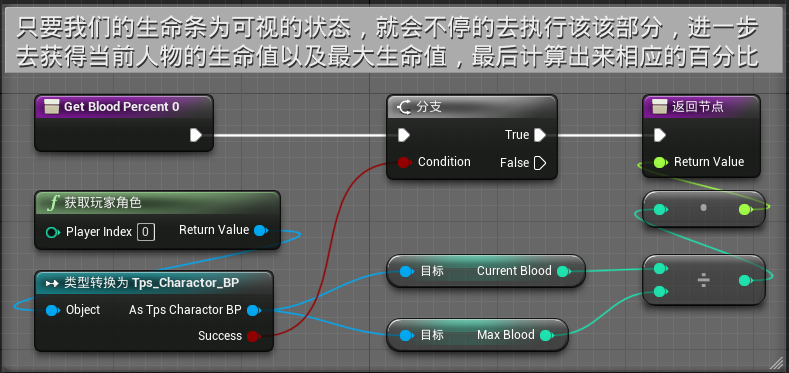 只要我们的生命条为可视的状态，就会不停的去执行该该部分，进一步
去获得当前人物的生命值以及最大生命值，最后计算出来相应的百分比
Get Blood Percent 0
分支
True
Condition
False
返回节点
Return Value
f 获取玩家角色
Player Index 0
Return Value
类型转换为 Tps_Charactor_BP
Object
As Tps Charactor BP
Success
目标 Current Blood
目标 Max Blood
÷